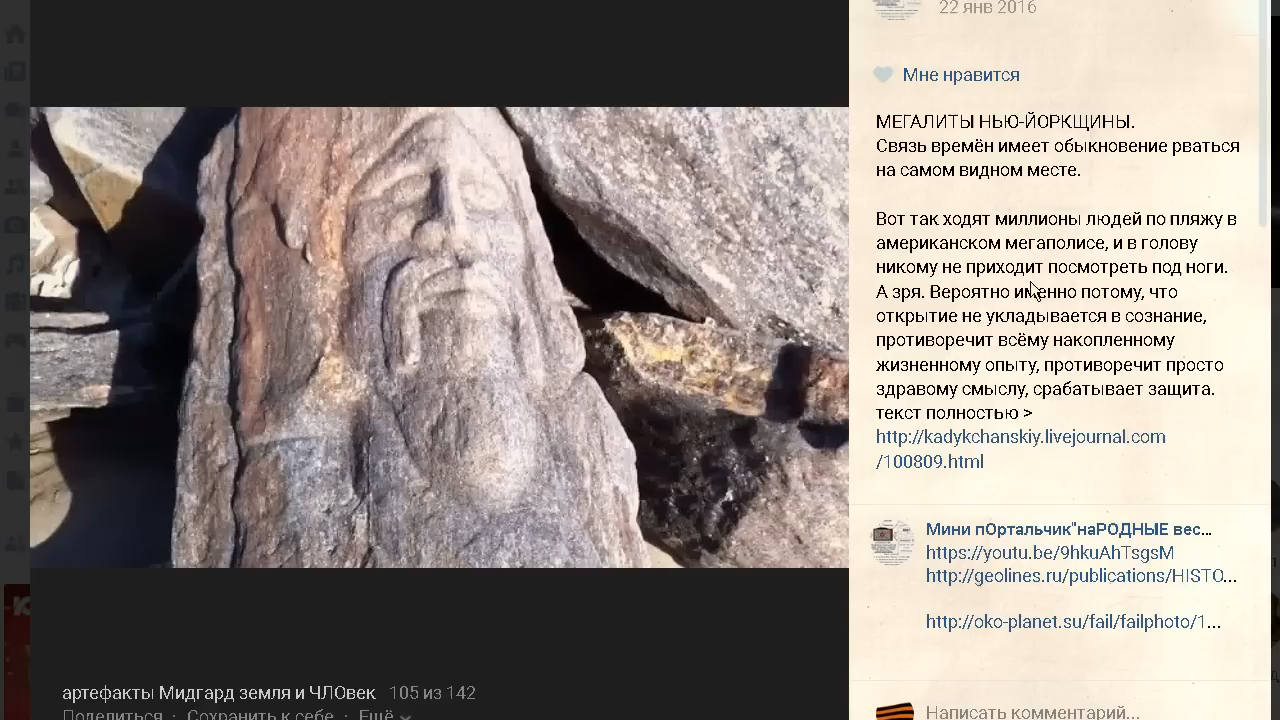 22 янв 2016
Мне нравится
МЕГАЛИТЫ НЬЮ-ЙОРКЩИНЫ.
Связь времён имеет обыкновение рваться
на самом видном месте.
Вот так ходят миллионы людей по пляжу в
американском мегаполисе, и в голову
никому не приходит посмотреть под ноги.
А зря. Вероятно именно потому, что
открытие не укладывается в сознание,
противоречит всёму накопленному
жизненному опыту, противоречит просто
здравому смыслу, срабатывает защита.
текст полностью >
http://kadykchanskiy.livejournal.com
/100809.html
Мини пОртальчик"наРОДНЫЕ вес...
https://youtu.be/9hkuAhTsgsM
http://geolines.ru/publications/HISTO...
http://oko-planet.su/fail/failphoto/1...
артефакты Мидгард земля и ЧЛОвек 105 из 142
Поделиться · Сохранить к себе · Ещё
Написать комментарий...